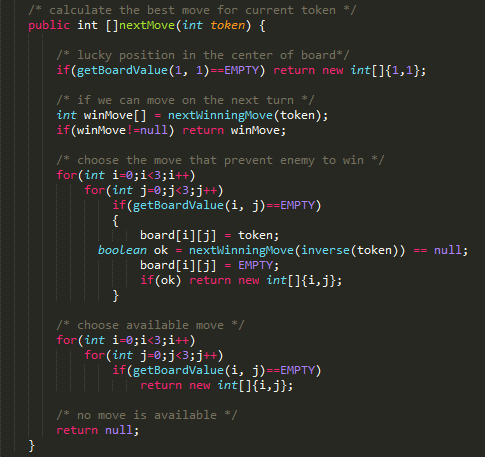 /* calculate the best move for current token */
public int []nextMove(int token) {
/* lucky position in the center of board*/
if(getBoardValue(1, 1)==EMPTY) return new int[]{1,1};
/* if we can move on the next turn */
int winMove[] = nextWinningMove(token);
if(winMove!=null) return winMove;
/* choose the move that prevent enemy to win */
for(int i=0;i<3;i++)
for(int j=0;j<3;j++)
if(getBoardValue(i, j)==EMPTY)
{
board[i][j] = token;
boolean ok = nextWinningMove(inverse(token)) == null;
board[i][j] = EMPTY;
if(ok) return new int[]{i,j};
}
/* choose available move */
for(int i=0;i<3;i++)
for(int j=0;j<3;j++)
if(getBoardValue(i, j)==EMPTY)
return new int[]{i,j};
/* no move is available */
return null;
}